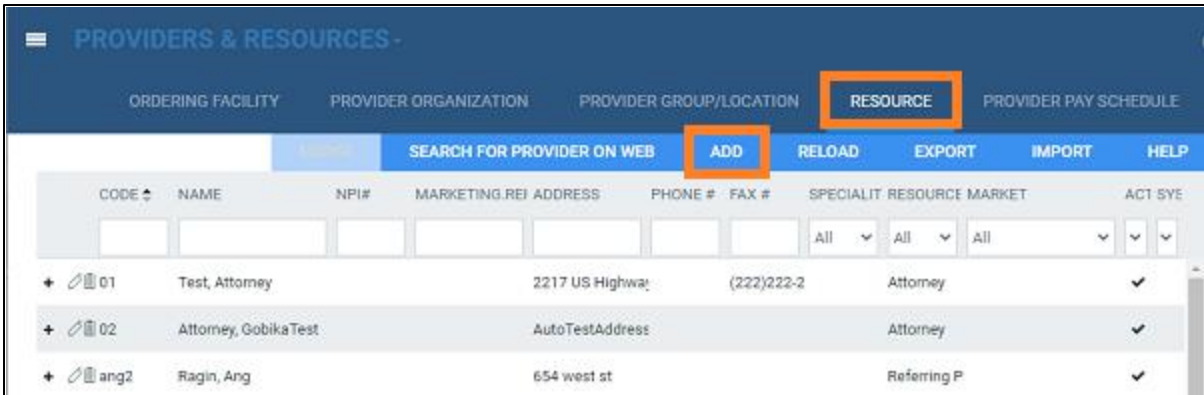 PROVIDERS & RESOURCES
ORDERING FACILITY PROVIDER ORGANIZATION PROVIDER GROUP/LOCATION RESOURCE PROVIDER PAY SCHEDULE
SEARCH FOR PROVIDER ON WEB ADD RELOAD EXPORT IMPORT HELP
CODE NAME NPI# MARKETING REI ADDRESS PHONE # FAX # SPECIALIT RESOURCE MARKET ACT SYE
All All All
01 Test, Attorney 2217 US Highway (222)222-2 Attorney
02 Attorney, GobikaTest AutoTestAddress Attorney
ang2 Ragin, Ang 654 west st Referring P